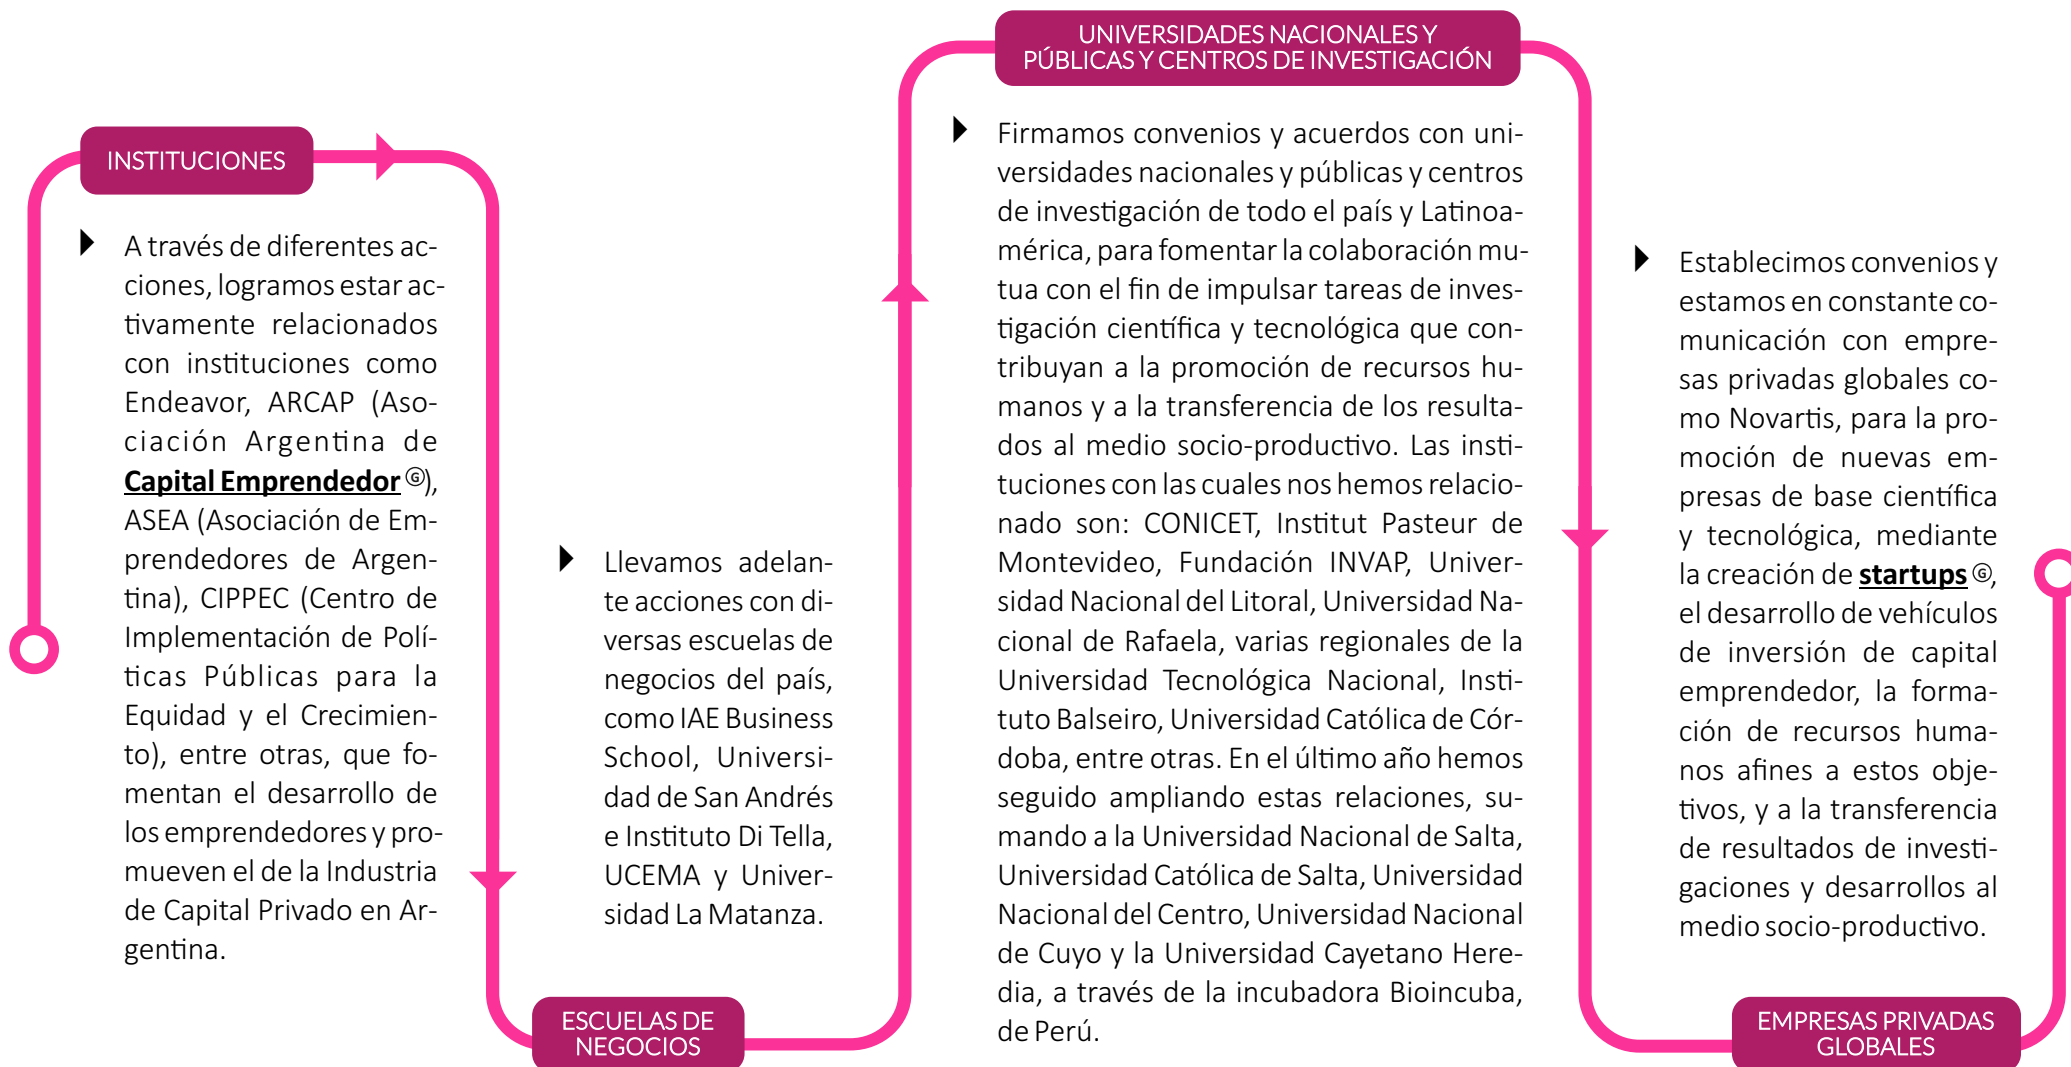 INSTITUCIONES
A través de diferentes ac-
ciones, logramos estar ac-
tivamente relacionados
con instituciones como
Endeavor, ARCAP (Aso-
ciación Argentina de
Capital Emprendedor Ⓖ),
ASEA (Asociación de Em-
prendedores de Argen-
tina), CIPPEC (Centro de
Implementación de Polí-
ticas Públicas para la
Equidad y el Crecimien-
to), entre otras, que fo-
mentan el desarrollo de
los emprendedores y pro-
mueven el de la Industria
de Capital Privado en Ar-
gentina.
Llevamos adelan-
te acciones con di-
versas escuelas de
negocios del país,
como IAE Business
School, Universi-
dad de San Andrés
e Instituto Di Tella,
UCEMA y Univer-
sidad La Matanza.
ESCUELAS DE
NEGOCIOS
UNIVERSIDADES NACIONALES Y
PÚBLICAS Y CENTROS DE INVESTIGACIÓN
Firmamos convenios y acuerdos con uni-
versidades nacionales y públicas y centros
de investigación de todo el país y Latinoa-
mérica, para fomentar la colaboración mu-
tua con el fin de impulsar tareas de inves-
tigación científica y tecnológica que con-
tribuyan a la promoción de recursos hu-
manos y a la transferencia de los resulta-
dos al medio socio-productivo. Las insti-
tuciones con las cuales nos hemos relacio-
nado son: CONICET, Institut Pasteur de
Montevideo, Fundación INVAP, Univer-
sidad Nacional del Litoral, Universidad Na-
cional de Rafaela, varias regionales de la
Universidad Tecnológica Nacional, Insti-
tuto Balseiro, Universidad Católica de Cór-
doba, entre otras. En el último año hemos
seguido ampliando estas relaciones, su-
mando a la Universidad Nacional de Salta,
Universidad Católica de Salta, Universidad
Nacional del Centro, Universidad Nacional
de Cuyo y la Universidad Cayetano Here-
dia, a través de la incubadora Bioincuba,
de Perú.
Establecimos convenios y
estamos en constante co-
municación con empre-
sas privadas globales co-
mo Novartis, para la pro-
moción de nuevas em-
presas de base científica
y tecnológica, mediante
la creación de startups Ⓖ,
el desarrollo de vehículos
de inversión de capital
emprendedor, la forma-
ción de recursos huma-
nos afines a estos obje-
tivos, y a la transferencia
de resultados de investi-
gaciones y desarrollos al
medio socio-productivo.
EMPRESAS PRIVADAS
GLOBALES